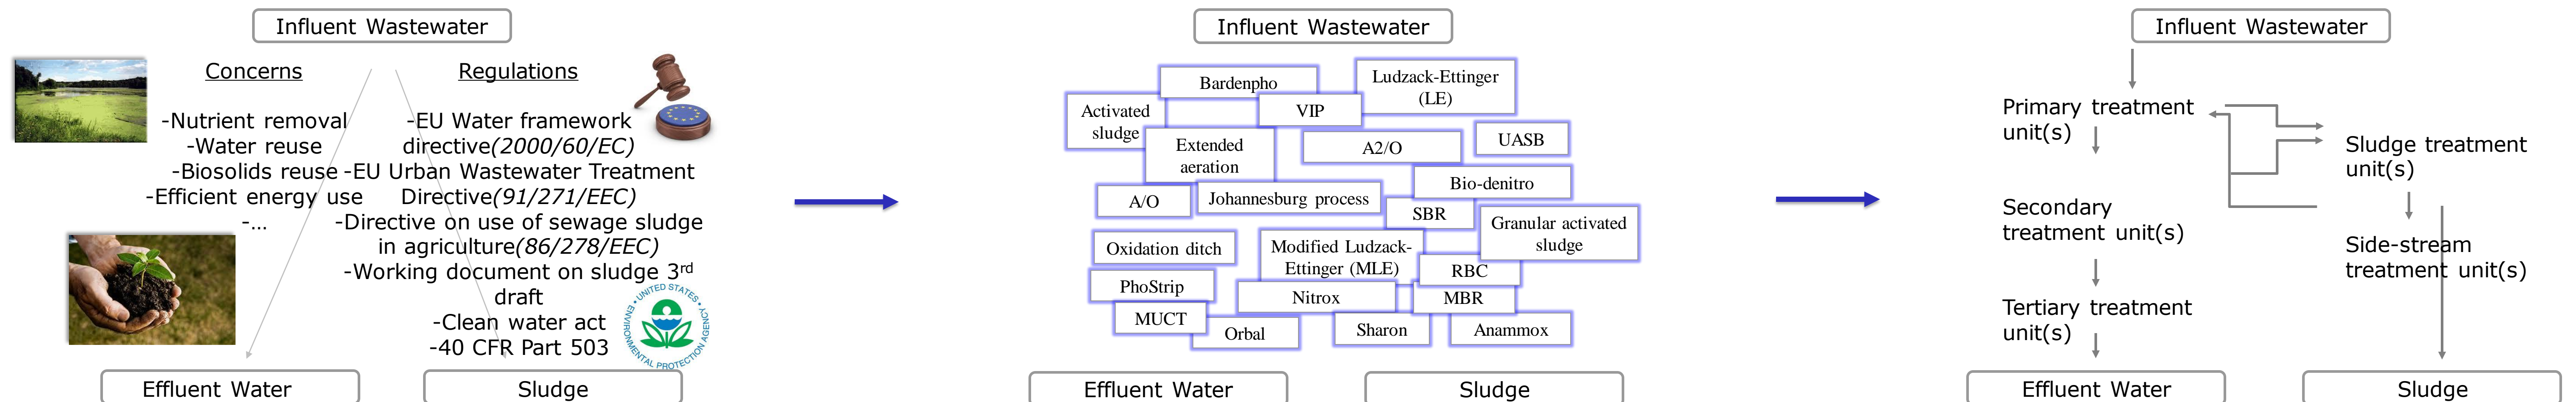 Influent Wastewater
Concerns
-Nutrient removal
-Water reuse
-Biosolids reuse
-Efficient energy use
-...
Regulations
-EU Water framework
directive(2000/60/EC)
-EU Urban Wastewater Treatment
Directive(91/271/EEC)
-Directive on use of sewage sludge
in agriculture(86/278/EEC)
-Working document on sludge 3rd
draft
-Clean water act
-40 CFR Part 503
UNITED STATES • ENVIRONMENTAL PROTECTION AGENCY •
Effluent Water
Sludge
Influent Wastewater
Bardenpho
Ludzack-Ettinger
(LE)
Activated
sludge
VIP
Extended
aeration
A2/O
UASB
Bio-denitro
A/O
Johannesburg process
SBR
Granular activated
sludge
Oxidation ditch
Modified Ludzack-
Ettinger (MLE)
RBC
PhoStrip
Nitrox
MBR
MUCT
Orbal
Sharon
Anammox
Effluent Water
Sludge
Influent Wastewater
Primary treatment
unit(s)
Secondary
treatment unit(s)
Tertiary treatment
unit(s)
Sludge treatment
unit(s)
Side-stream
treatment unit(s)
Effluent Water
Sludge